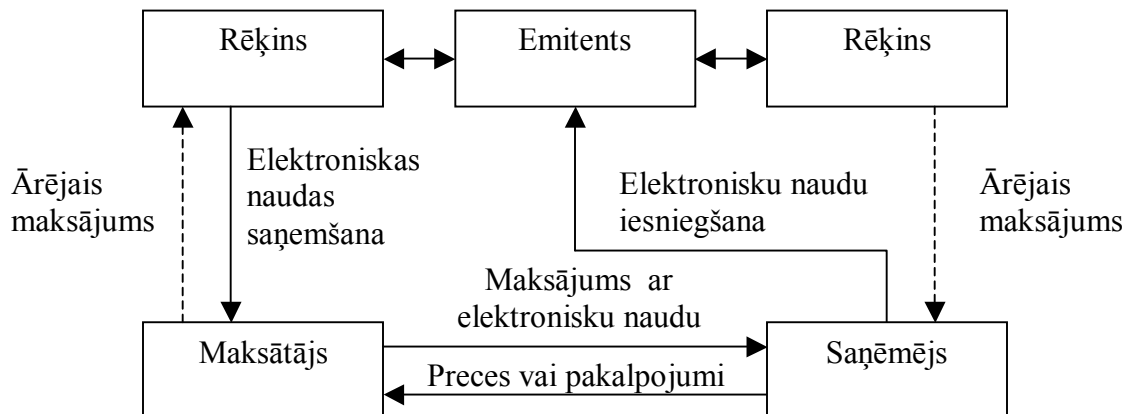 Rēķins
Emitents
Rēķins
Ārējais
maksājums
Elektroniskas
naudas
saņemšana
Elektronisku naudu
iesniegšana
Ārējais
maksājums
Maksājums ar
elektronisku naudu
Maksātājs
Saņēmējs
Preces vai pakalpojumi